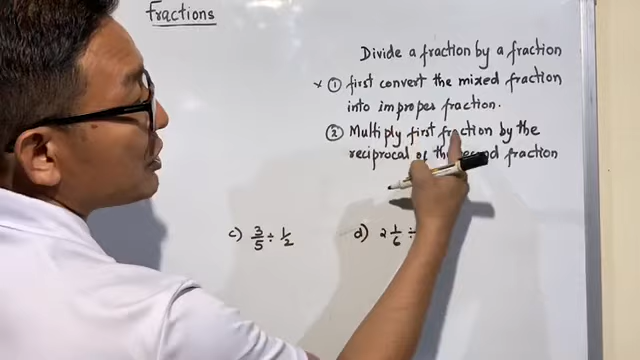 fractions
Divide a fraction by a fraction
× ① first convert the mixed fraction
into improper fraction.
② Multiply first fraction by the
reciprocal of the second fraction
c) 3/5 ÷ 1/2
d) 2 1/6 ÷